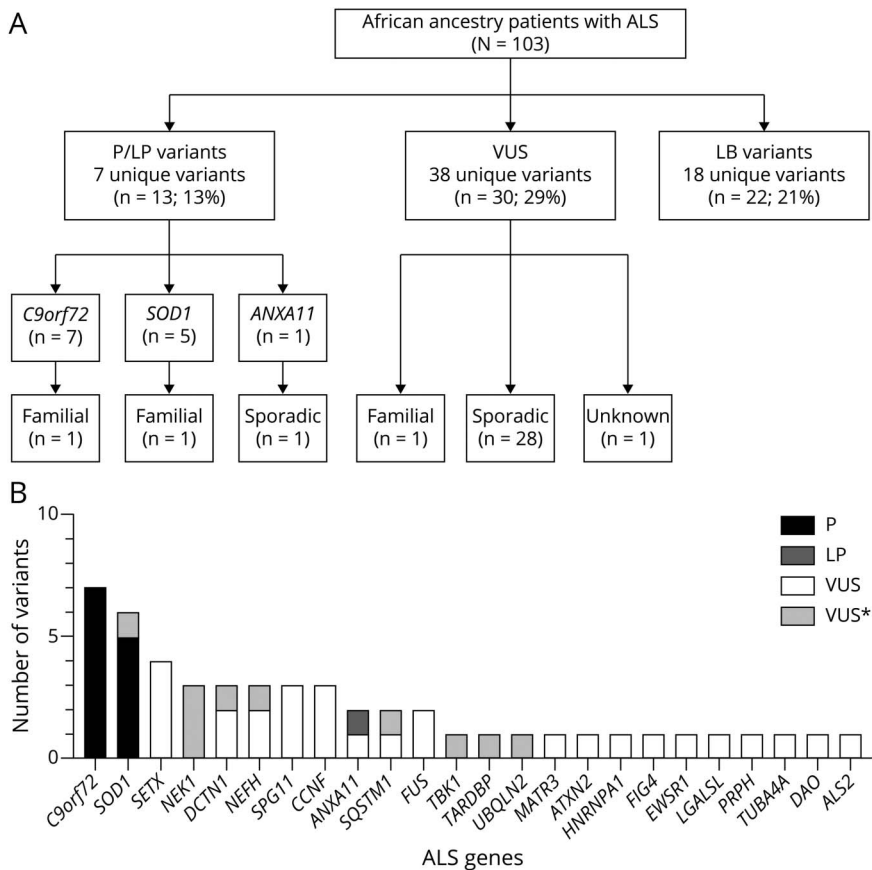 A
African ancestry patients with ALS
(N = 103)
P/LP variants
7 unique variants
(n = 13; 13%)
VUS
38 unique variants
(n = 30; 29%)
LB variants
18 unique variants
(n = 22; 21%)
C9orf72
(n = 7)
SOD1
(n = 5)
ANXA11
(n = 1)
Familial
(n = 1)
Familial
(n = 1)
Sporadic
(n = 1)
Familial
(n = 1)
Sporadic
(n = 28)
Unknown
(n = 1)
B
Number of variants
10
5
0
P
LP
VUS
VUS*
C9orf72
SOD1
SETX
NEK1
DCTN1
NEFH
SPG11
CCNF
ANXA11
SQSTM1
FUS
TBK1
TARDBP
UBQLN2
MATR3
ATXN2
HNRNPA1
FIG4
EWSR1
LGALSL
PRPH
TUBA4A
DAO
ALS2
ALS genes